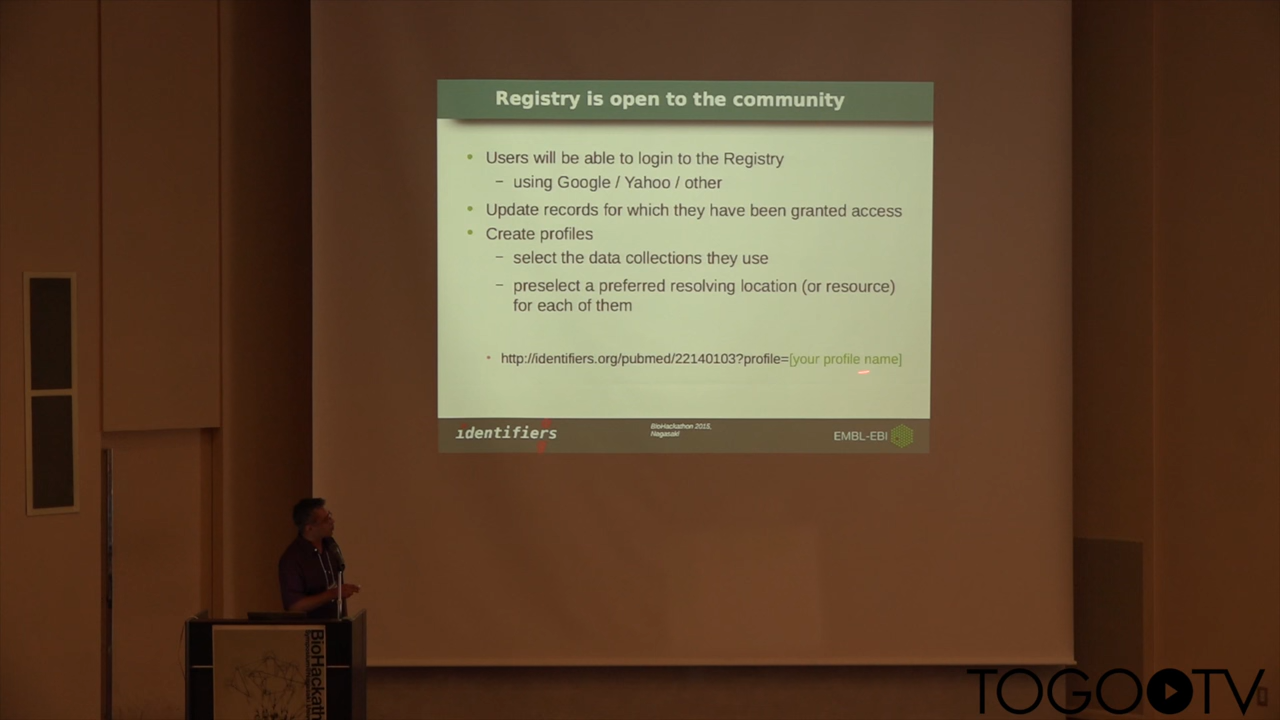 Registry is open to the community
• Users will be able to login to the Registry
– using Google / Yahoo / other
• Update records for which they have been granted access
• Create profiles
– select the data collections they use
– preselect a preferred resolving location (or resource)
for each of them
• http://identifiers.org/pubmed/22140103?profile=[your profile name]
identifiers
BioHackathon 2015,
Nagasaki
EMBL-EBI
BioHackath
TOGOTV